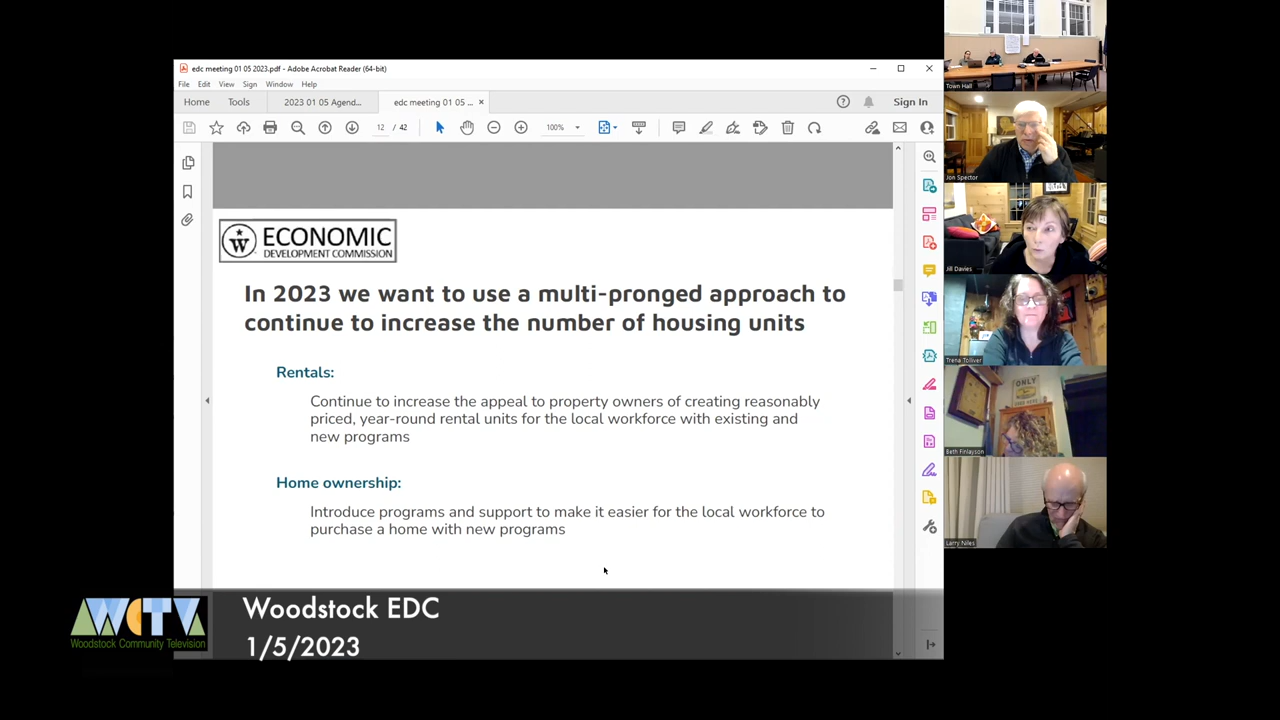 edc meeting 01 05 2023.pdf - Adobe Acrobat Reader (64-bit)
File Edit View Sign Window Help
Home Tools 2023 01 05 Agend... edc meeting 01 05 ... Sign In
12 / 42 100%
W ECONOMIC
DEVELOPMENT COMMISSION
In 2023 we want to use a multi-pronged approach to
continue to increase the number of housing units
Rentals:
Continue to increase the appeal to property owners of creating reasonably
priced, year-round rental units for the local workforce with existing and
new programs
Home ownership:
Introduce programs and support to make it easier for the local workforce to
purchase a home with new programs
WCTV
Woodstock Community Television
Woodstock EDC
1/5/2023
Town Hall
Jon Spector
Jill Davies
Trena Tolliver
ONLY
Beth Finlayson
Larry Niles